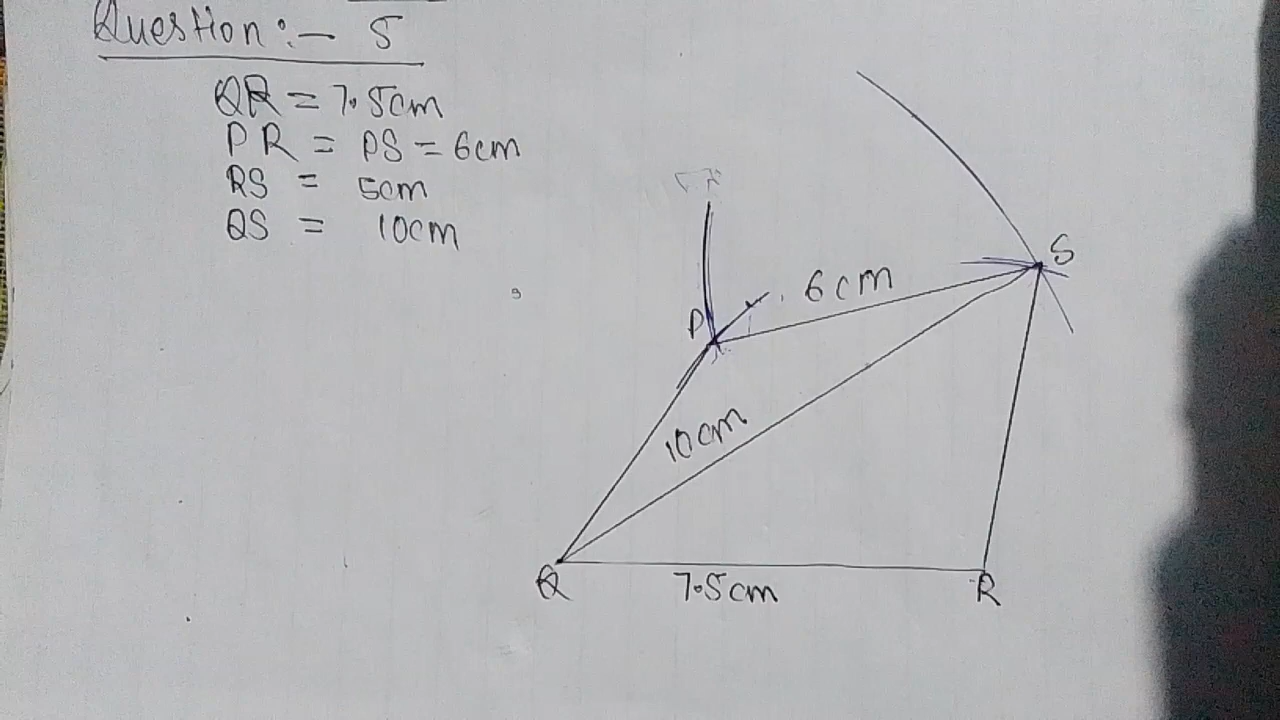 Question :- 5
QR = 7.5cm
PR = PS = 6cm
RS = 5cm
QS = 10cm
S
P
6cm
10cm
Q
7.5cm
R